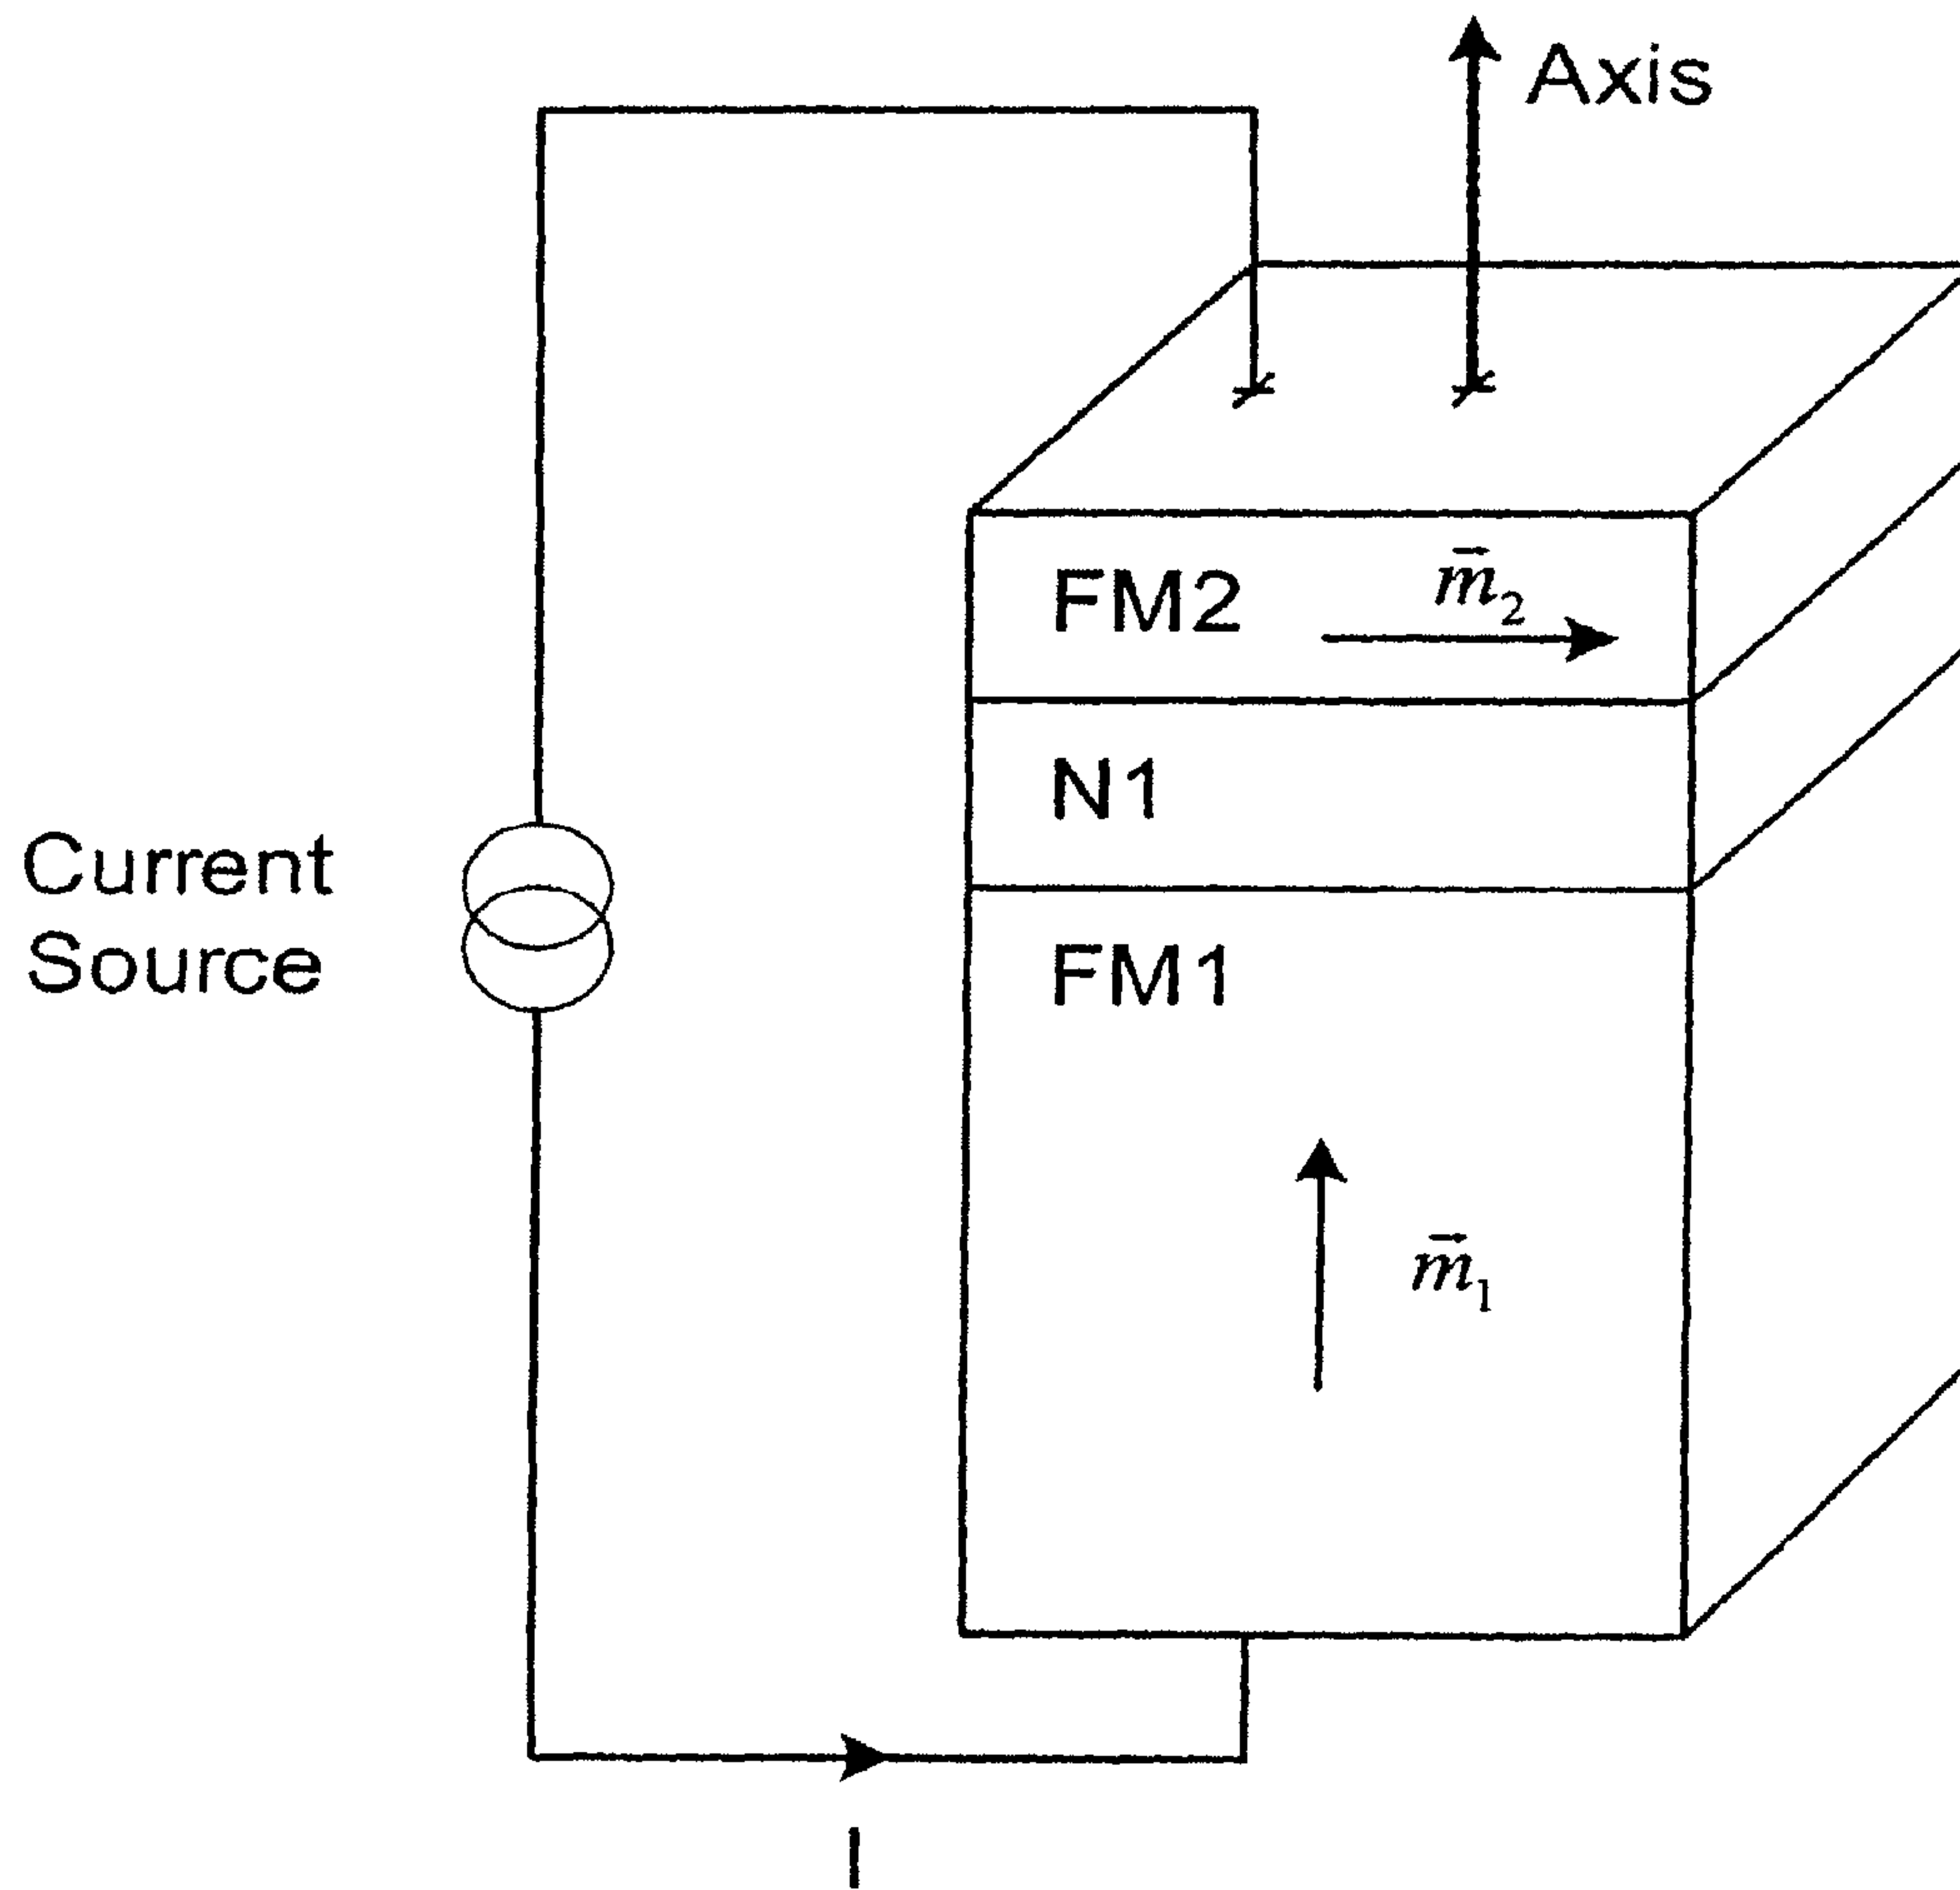 Axis
FM2
m⃗₂
N1
Current
Source
FM1
m⃗₁
I